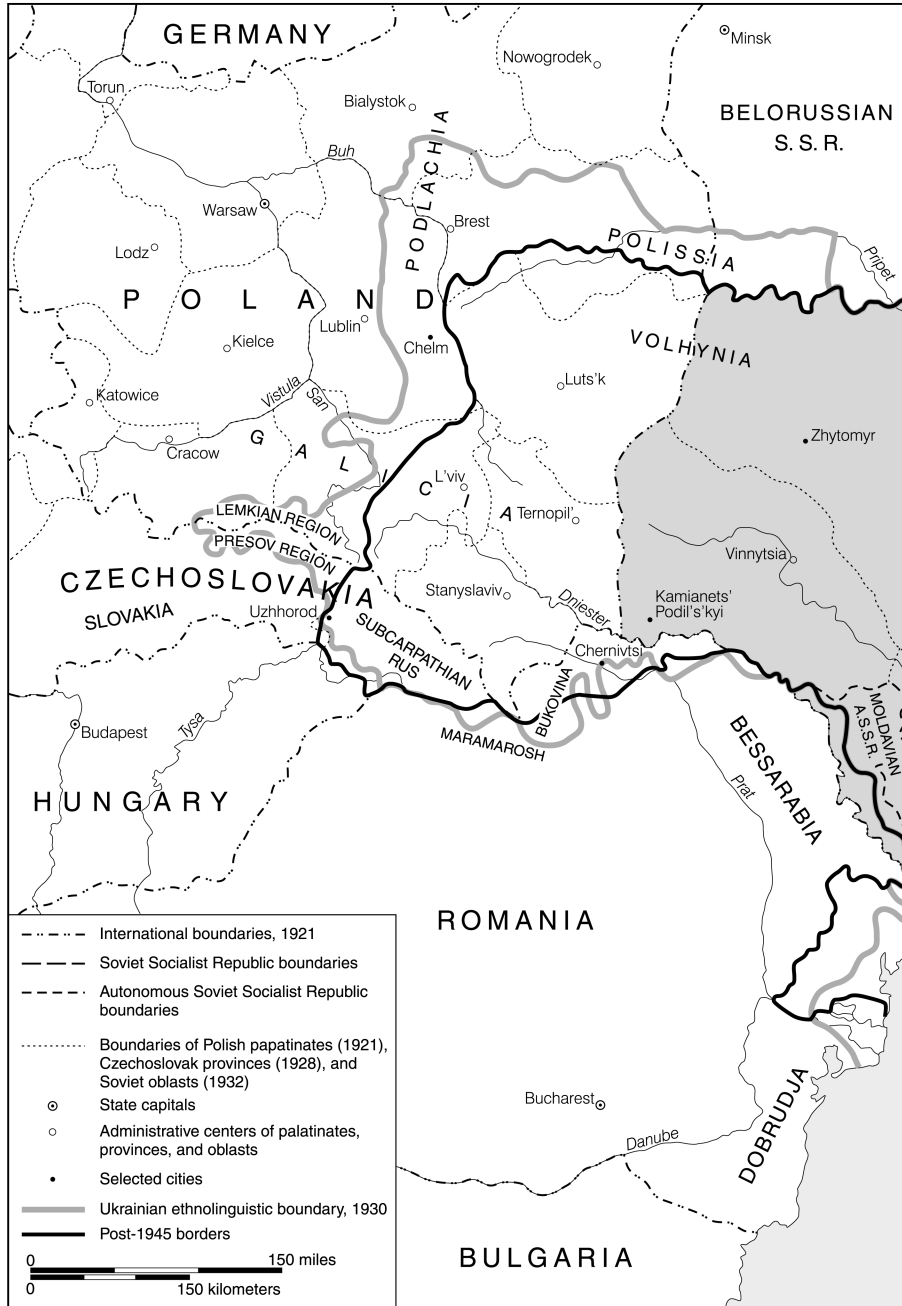 GERMANY
Minsk
Nowogrodek
Torun
Bialystok
BELORUSSIAN
S. S. R.
PODLACHIA
Buh
Warsaw
Brest
POLISSIA
Pripet
Lodz
POLAND
Lublin
Kielce
Chelm
VOLHYNIA
Luts'k
Katowice
Vistula
San
Zhytomyr
Cracow
GALICA
L'viv
Ternopil'
LEMKIAN REGION
PRESOV REGION
Vinnytsia
CZECHOSLOVAKIA
Stanyslaviv
Dniester
Kamianets'
Podil's'kyi
SLOVAKIA
Uzhhorod
SUBCARPATHIAN
RUS
Chernivtsi
BUKOVINA
MOLDAVIAN
A.S.S.R.
Budapest
Tysa
MARAMAROSH
BESSARABIA
Prat
HUNGARY
ROMANIA
International boundaries, 1921
Soviet Socialist Republic boundaries
Autonomous Soviet Socialist Republic
boundaries
Boundaries of Polish papatinates (1921),
Czechoslovak provinces (1928), and
Soviet oblasts (1932)
State capitals
Administrative centers of palatinates,
provinces, and oblasts
Selected cities
Ukrainian ethnolinguistic boundary, 1930
Post-1945 borders
0 150 miles
0 150 kilometers
Bucharest
Danube
DOBRUDJA
BULGARIA